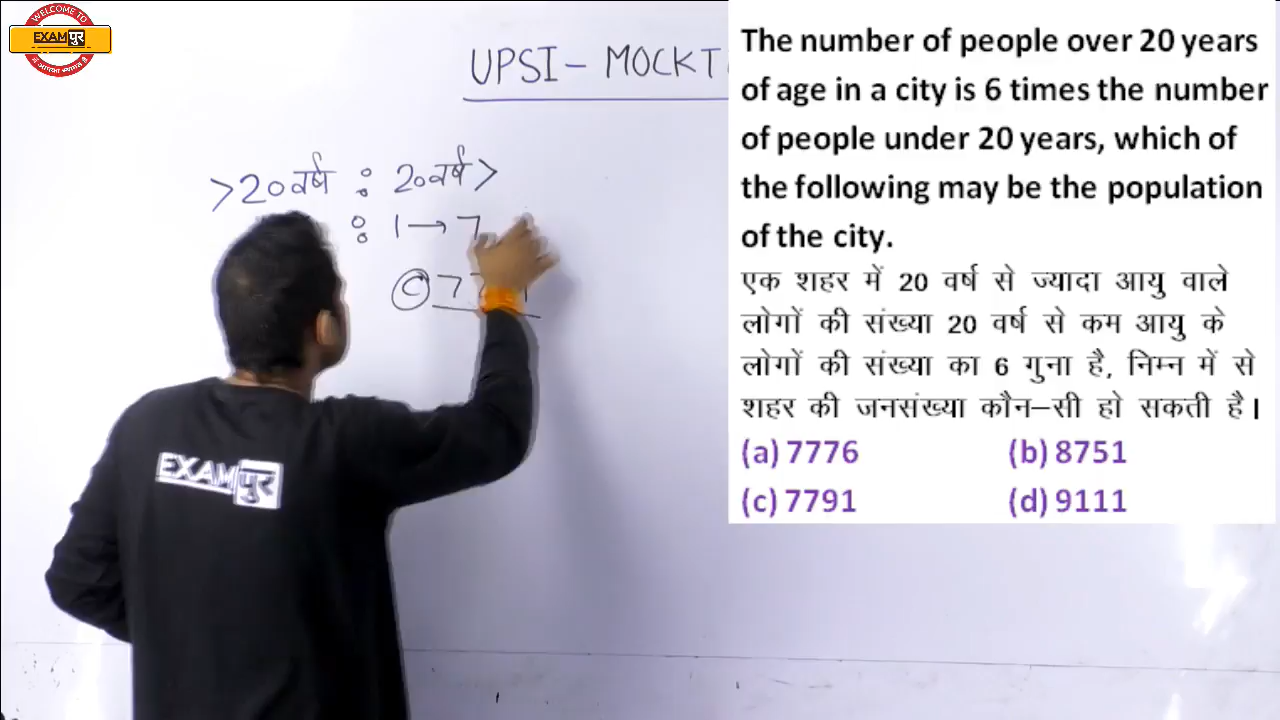 WELCOME TO
EXAMपुर
UPSI - MOCKT
>20वर्ष : 20वर्ष>
: 1 → 7
(C) 77
EXAMपुर
The number of people over 20 years
of age in a city is 6 times the number
of people under 20 years, which of
the following may be the population
of the city.
एक शहर में 20 वर्ष से ज्यादा आयु वाले
लोगों की संख्या 20 वर्ष से कम आयु के
लोगों की संख्या का 6 गुना है, निम्न में से
शहर की जनसंख्या कौन–सी हो सकती है।
(a) 7776 (b) 8751
(c) 7791 (d) 9111